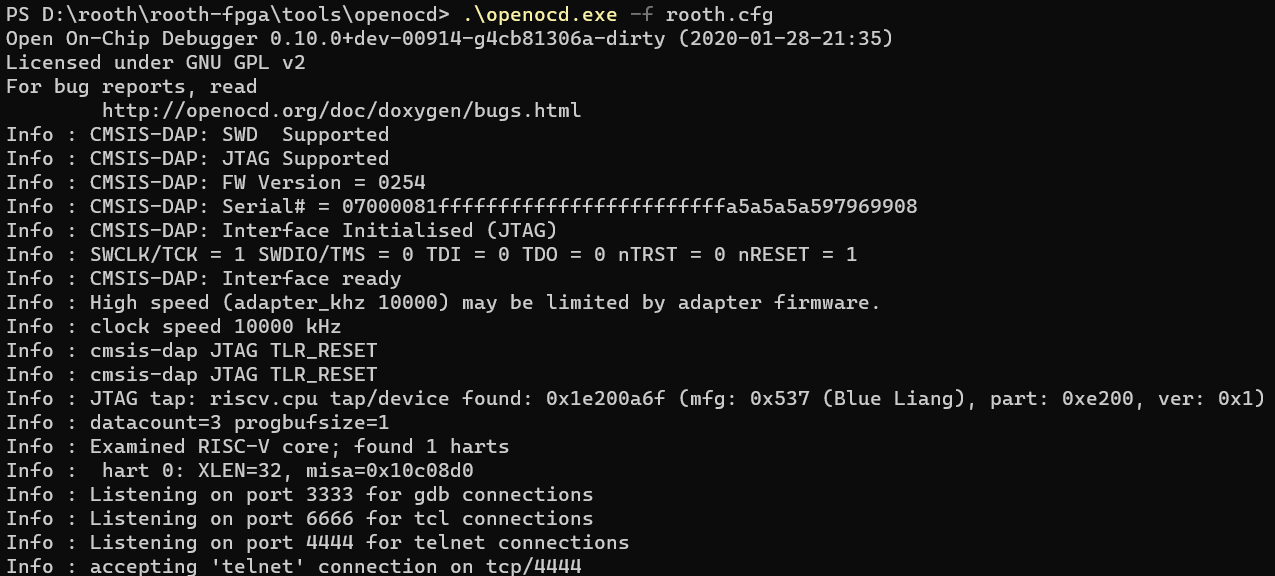 PS D:\rooth\rooth-fpga\tools\openocd> .\openocd.exe -f rooth.cfg
Open On-Chip Debugger 0.10.0+dev-00914-g4cb81306a-dirty (2020-01-28-21:35)
Licensed under GNU GPL v2
For bug reports, read
        http://openocd.org/doc/doxygen/bugs.html
Info : CMSIS-DAP: SWD  Supported
Info : CMSIS-DAP: JTAG Supported
Info : CMSIS-DAP: FW Version = 0254
Info : CMSIS-DAP: Serial# = 07000081ffffffffffffffffffffffffa5a5a5a597969908
Info : CMSIS-DAP: Interface Initialised (JTAG)
Info : SWCLK/TCK = 1 SWDIO/TMS = 0 TDI = 0 TDO = 0 nTRST = 0 nRESET = 1
Info : CMSIS-DAP: Interface ready
Info : High speed (adapter_khz 10000) may be limited by adapter firmware.
Info : clock speed 10000 kHz
Info : cmsis-dap JTAG TLR_RESET
Info : cmsis-dap JTAG TLR_RESET
Info : JTAG tap: riscv.cpu tap/device found: 0x1e200a6f (mfg: 0x537 (Blue Liang), part: 0xe200, ver: 0x1)
Info : datacount=3 progbufsize=1
Info : Examined RISC-V core; found 1 harts
Info :  hart 0: XLEN=32, misa=0x10c08d0
Info : Listening on port 3333 for gdb connections
Info : Listening on port 6666 for tcl connections
Info : Listening on port 4444 for telnet connections
Info : accepting 'telnet' connection on tcp/4444